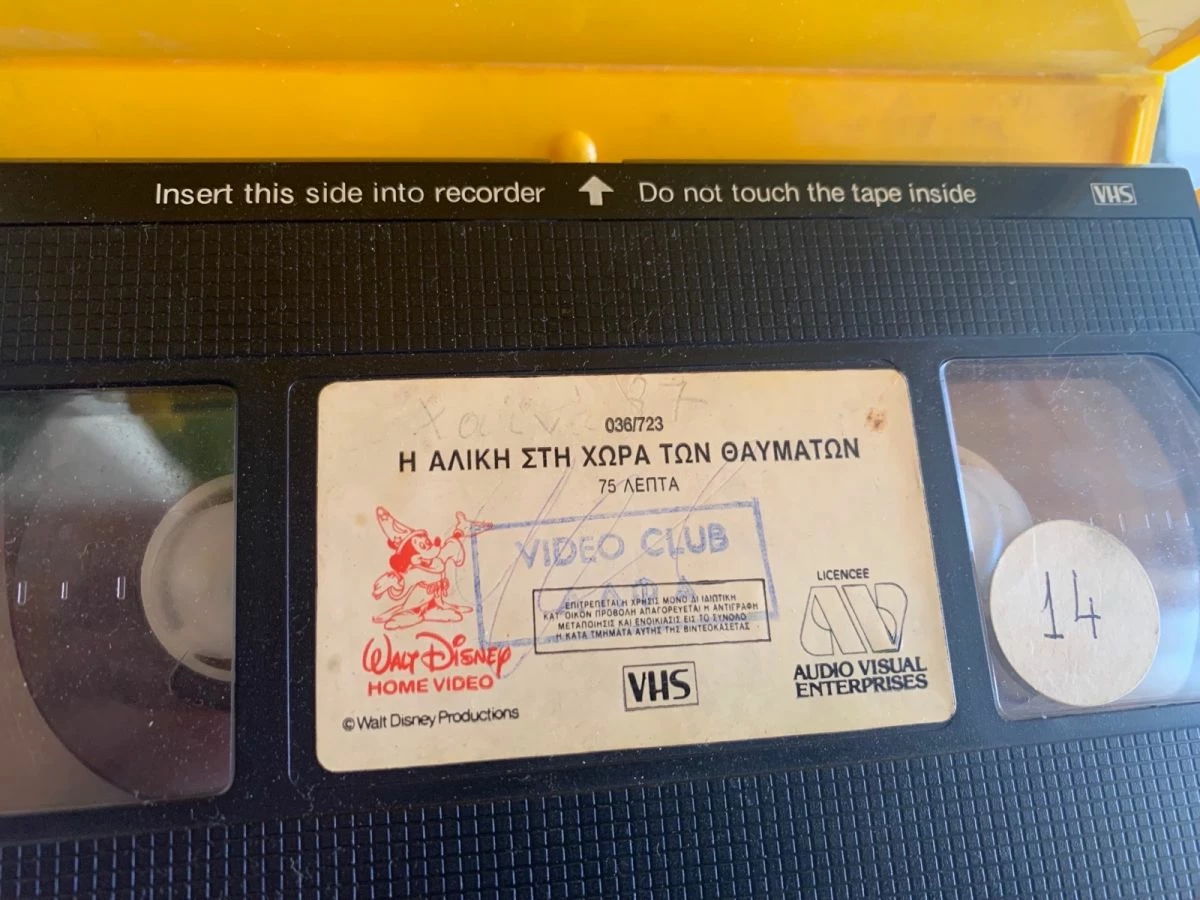 Insert this side into recorder Do not touch the tape inside VHS
036/723
Η ΑΛΙΚΗ ΣΤΗ ΧΩΡΑ ΤΩΝ ΘΑΥΜΑΤΩΝ
75 ΛΕΠΤΑ
VIDEO CLUB
ΕΠΙΤΡΕΠΕΤΑΙ Η ΧΡΗΣΙΣ ΜΟΝΟ ΔΙ ΙΔΙΩΤΙΚΗ
ΚΑΤ ΟΙΚΟΝ ΠΡΟΒΟΛΗ ΑΠΑΓΟΡΕΥΕΤΑΙ Η ΑΝΤΙΓΡΑΦΗ
ΜΕΤΑΠΟΙΗΣΙΣ ΚΑΙ ΕΝΟΙΚΙΑΣΙΣ ΕΙΣ ΤΟ ΣΥΝΟΛΟ
Η ΚΑΤΑ ΤΜΗΜΑΤΑ ΑΥΤΗΣ ΤΗΣ ΒΙΝΤΕΟΚΑΣΕΤΑΣ
WALT DISNEY
HOME VIDEO
© Walt Disney Productions
VHS
LICENCEE
AUDIO VISUAL
ENTERPRISES
14